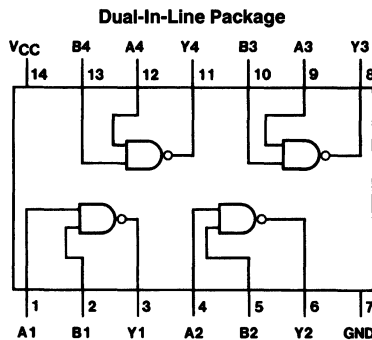 Dual-In-Line Package
VCC B4 A4 Y4 B3 A3 Y3
14 13 12 11 10 9 8
1 2 3 4 5 6 7
A1 B1 Y1 A2 B2 Y2 GND